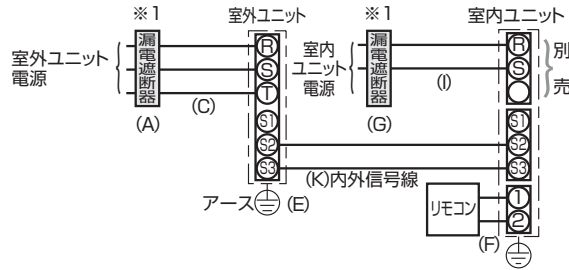 ※1
室外ユニット
※1
室内ユニット
室外ユニット
電源
漏電遮断器
R
S
T
S1
S2
S3
(A)
(C)
アース
(E)
室内
ユニット
電源
漏電遮断器
(G)
(I)
R
S
別売
S1
S2
S3
(K)内外信号線
リモコン
1
2
(F)